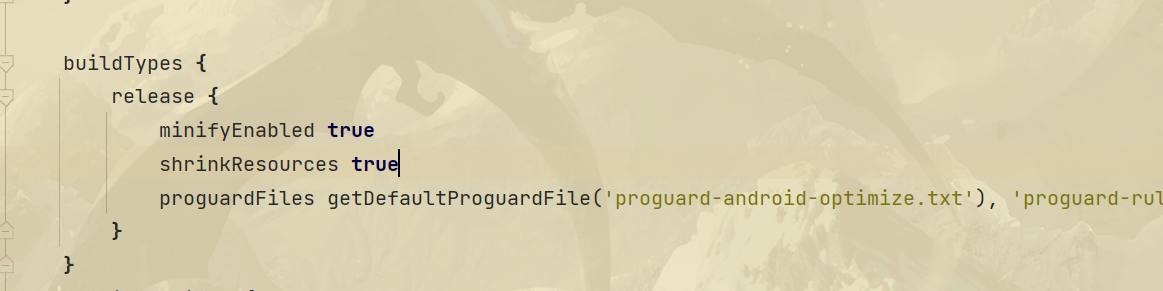 buildTypes {
release {
minifyEnabled true
shrinkResources true
proguardFiles getDefaultProguardFile('proguard-android-optimize.txt'), 'proguard-rul
}
}